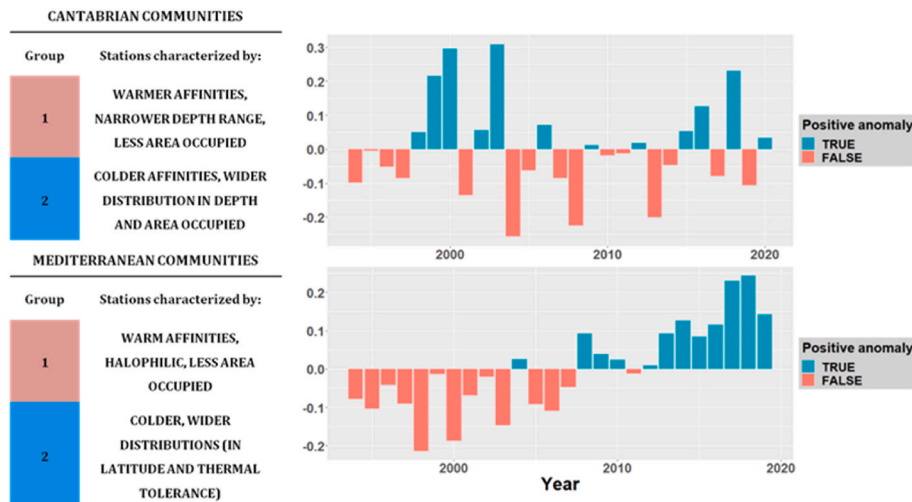 CANTABRIAN COMMUNITIES
Group Stations characterized by:
1
WARMER AFFINITIES,
NARROWER DEPTH RANGE,
LESS AREA OCCUPIED
2
COLDER AFFINITIES, WIDER
DISTRIBUTION IN DEPTH
AND AREA OCCUPIED
0.3
0.2
0.1
0.0
-0.1
-0.2
2000 2010 2020
Positive anomaly
TRUE
FALSE
MEDITERRANEAN COMMUNITIES
Group Stations characterized by:
1
WARM AFFINITIES,
HALOPHILIC, LESS AREA
OCCUPIED
2
COLDER, WIDER
DISTRIBUTIONS (IN
LATITUDE AND THERMAL
TOLERANCE)
0.2
0.1
0.0
-0.1
-0.2
2000 2010 2020
Year
Positive anomaly
TRUE
FALSE